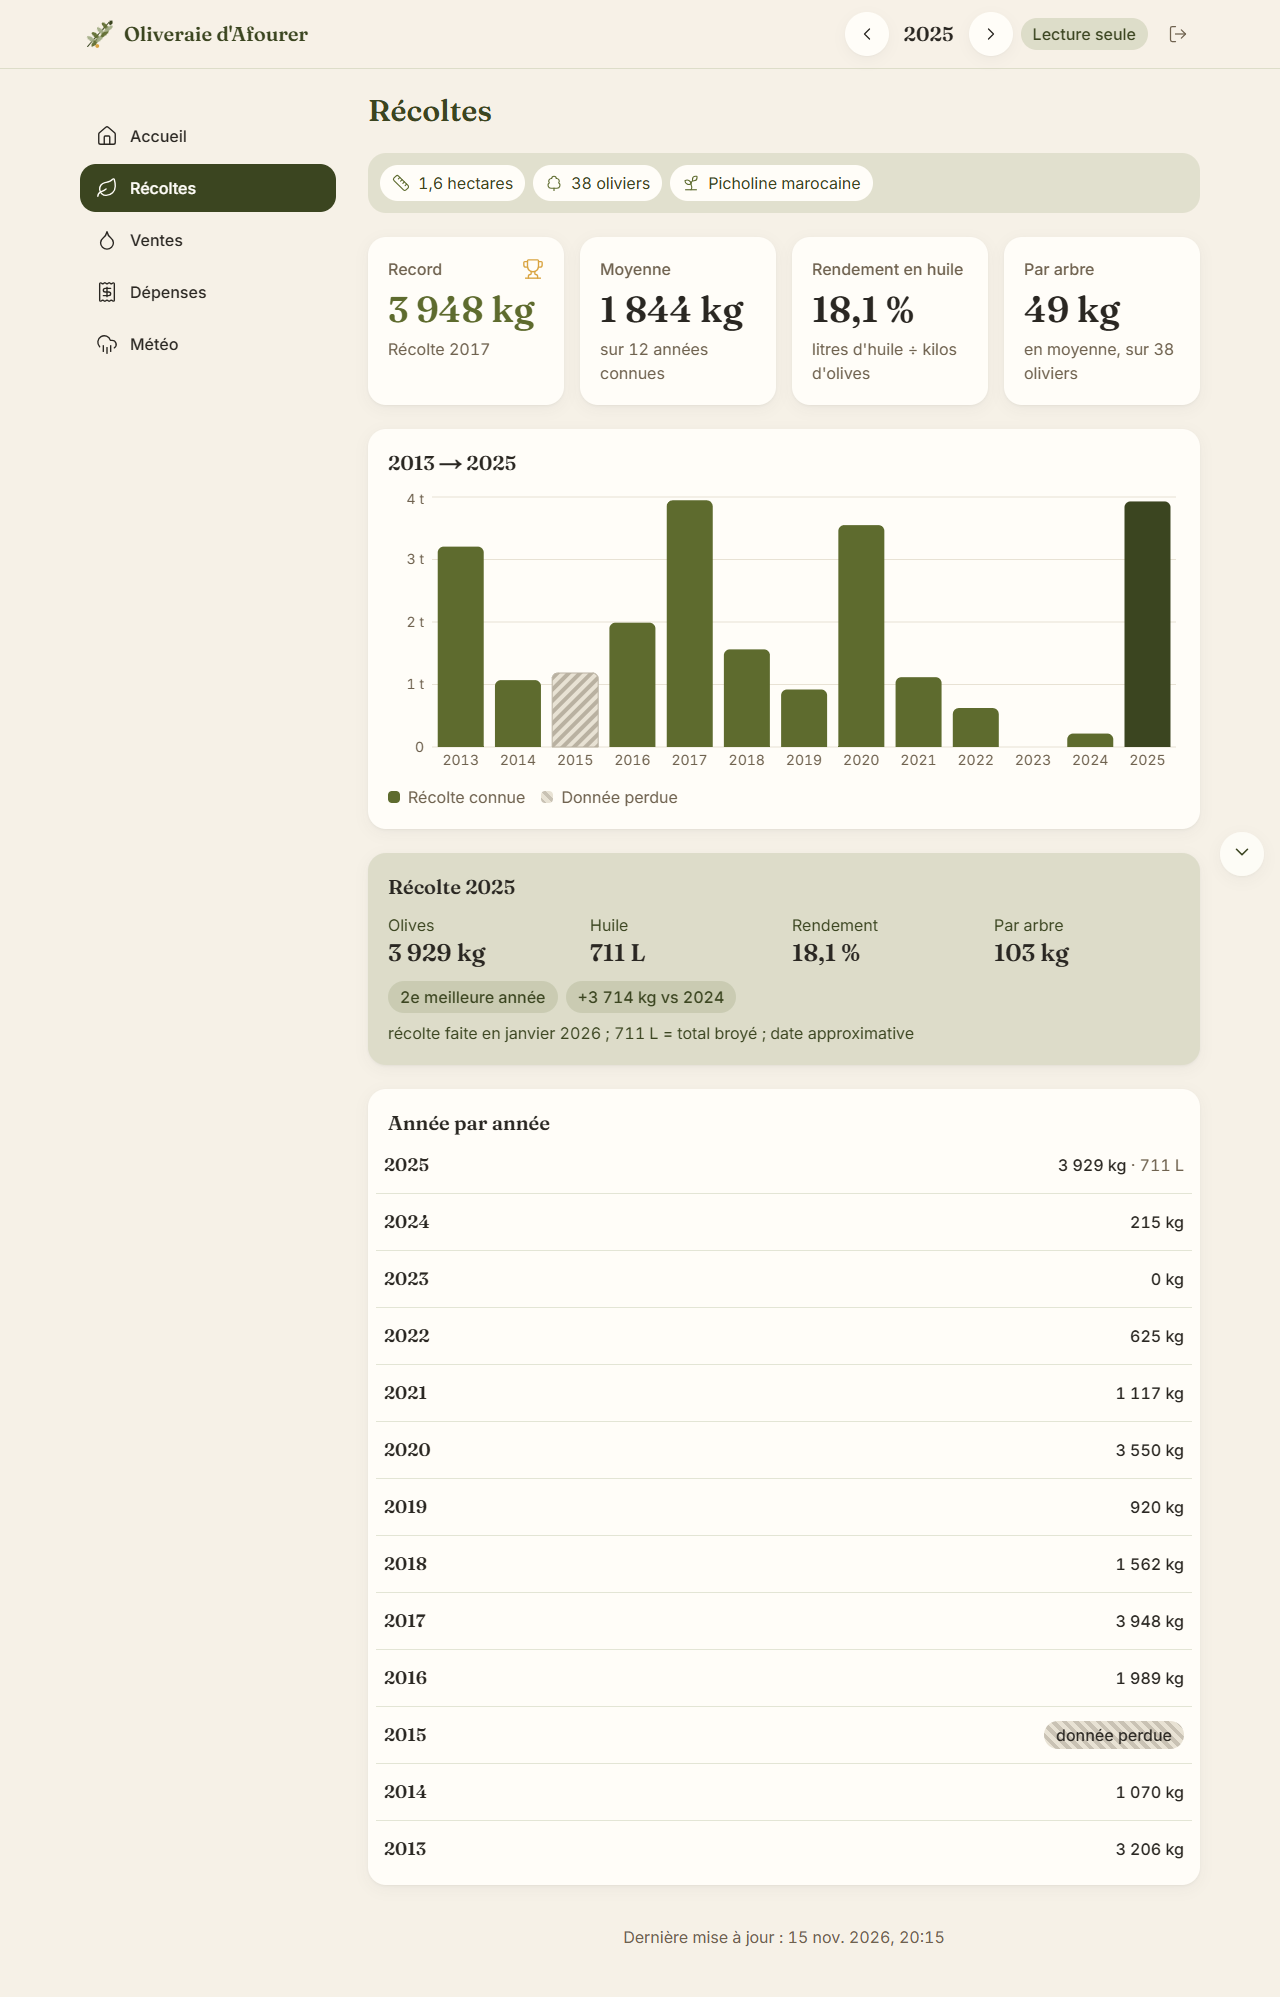 Oliveraie d'Afourer
2025
Lecture seule
Accueil
Récoltes
Ventes
Dépenses
Météo
Récoltes
1,6 hectares
38 oliviers
Picholine marocaine
Record
3 948 kg
Récolte 2017
Moyenne
1 844 kg
sur 12 années
connues
Rendement en huile
18,1 %
litres d'huile ÷ kilos
d'olives
Par arbre
49 kg
en moyenne, sur 38
oliviers
2013 → 2025
4 t
3 t
2 t
1 t
0
2013 2014 2015 2016 2017 2018 2019 2020 2021 2022 2023 2024 2025
Récolte connue Donnée perdue
Récolte 2025
Olives
3 929 kg
Huile
711 L
Rendement
18,1 %
Par arbre
103 kg
2e meilleure année
+3 714 kg vs 2024
récolte faite en janvier 2026 ; 711 L = total broyé ; date approximative
Année par année
2025 3 929 kg · 711 L
2024 215 kg
2023 0 kg
2022 625 kg
2021 1 117 kg
2020 3 550 kg
2019 920 kg
2018 1 562 kg
2017 3 948 kg
2016 1 989 kg
2015 donnée perdue
2014 1 070 kg
2013 3 206 kg
Dernière mise à jour : 15 nov. 2026, 20:15